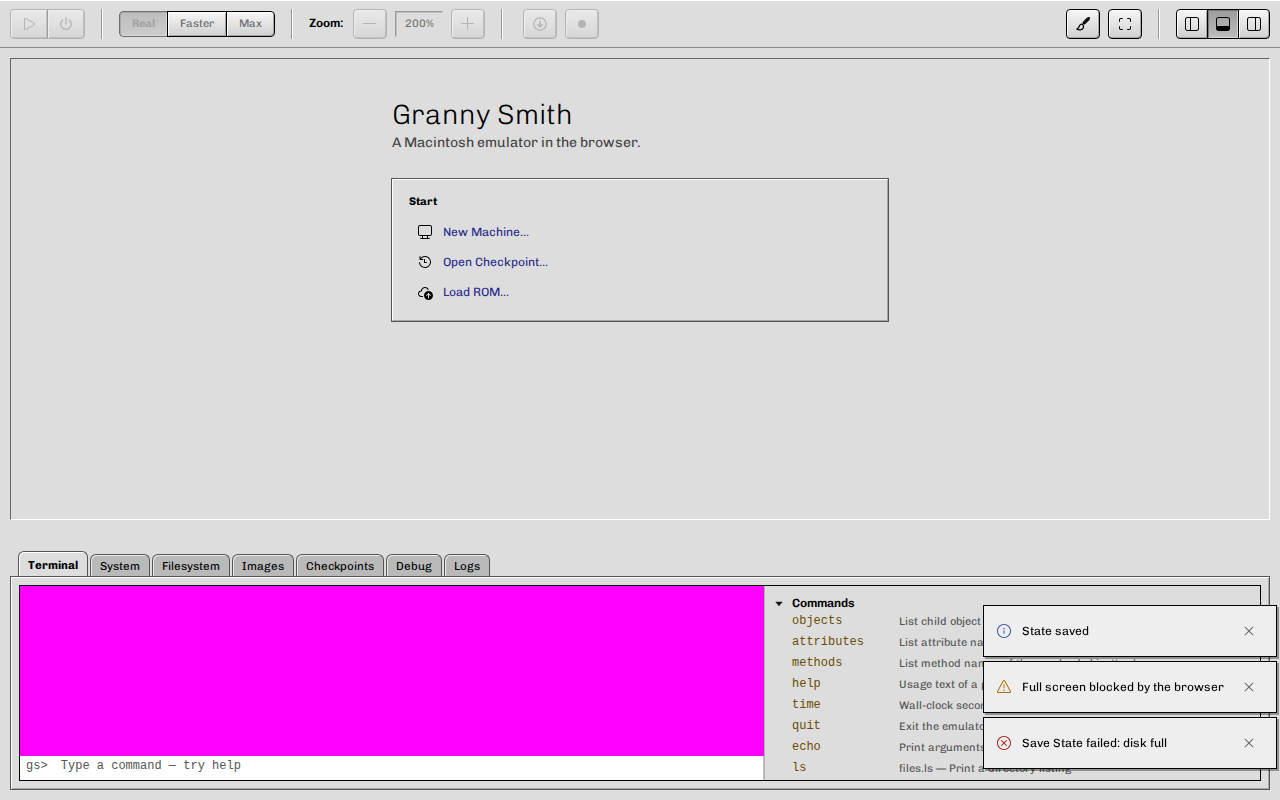 Real Faster Max Zoom: 200%
Granny Smith
A Macintosh emulator in the browser.
Start
New Machine...
Open Checkpoint...
Load ROM...
Terminal System Filesystem Images Checkpoints Debug Logs
Commands
objects List child object
attributes List attribute na
methods List method nam
help Usage text of a
time Wall-clock secon
quit Exit the emulato
echo Print arguments
ls files.ls — Print a directory listing
gs> Type a command — try help
State saved
Full screen blocked by the browser
Save State failed: disk full